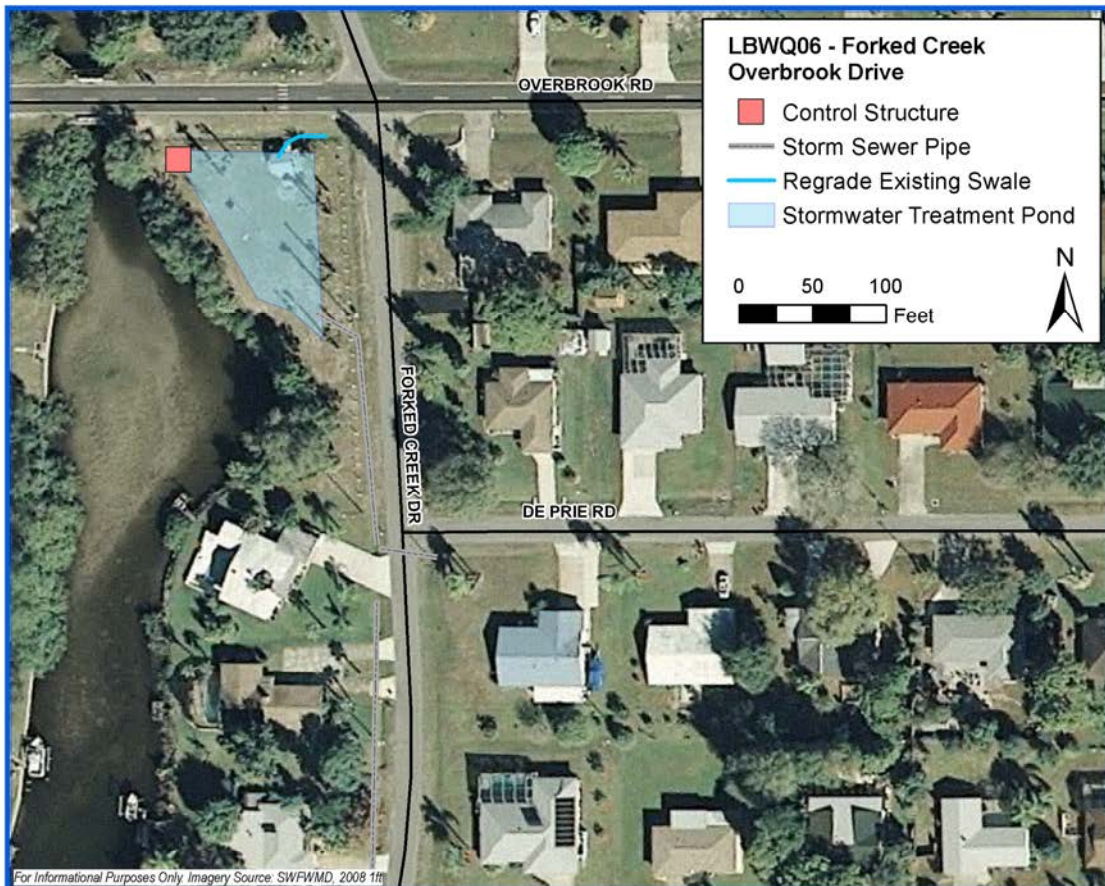 LBWQ06 - Forked Creek
Overbrook Drive
Control Structure
Storm Sewer Pipe
Regrade Existing Swale
Stormwater Treatment Pond
N
0 50 100
Feet
OVERBROOK RD
FORKED CREEK DR
DE PRIE RD
For Informational Purposes Only. Imagery Source: SWFWMD, 2008 1ft